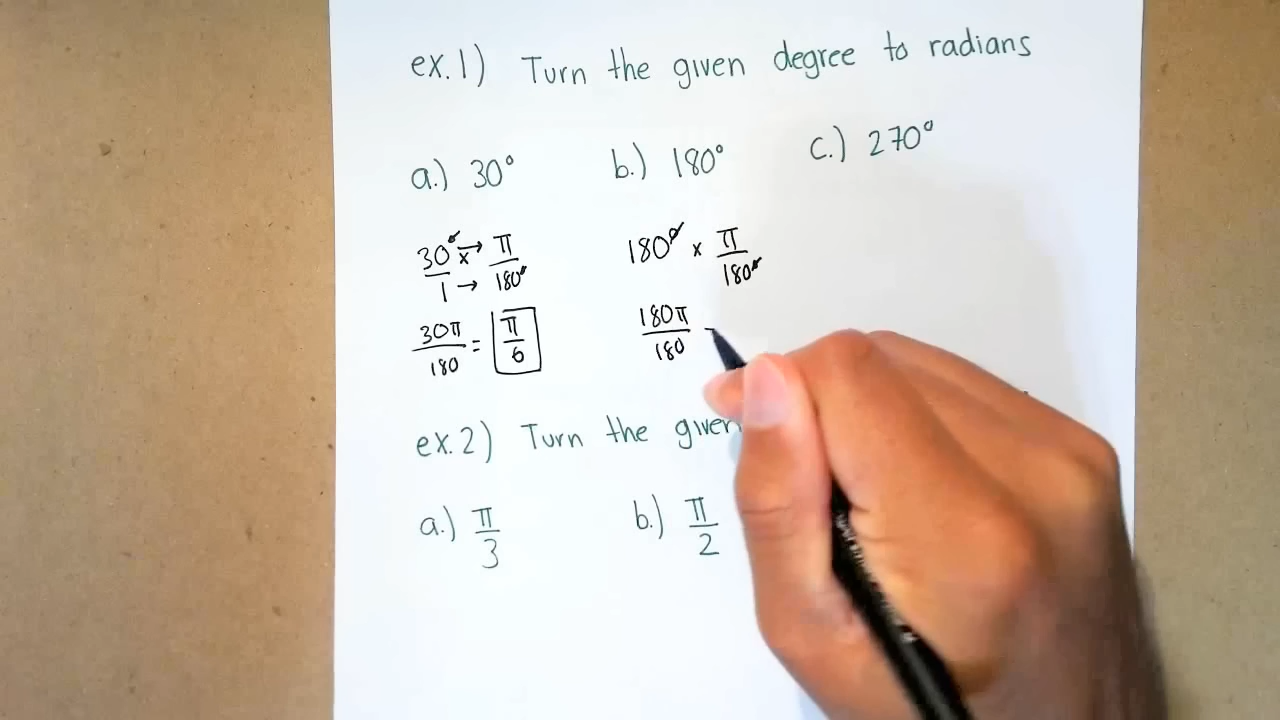 ex.1) Turn the given degree to radians
a.) 30° b.) 180° c.) 270°
30° x π 180° x π
1 180° 180°
30π = π 180π
180 6 180
ex.2) Turn the given
a.) π b.) π
3 2